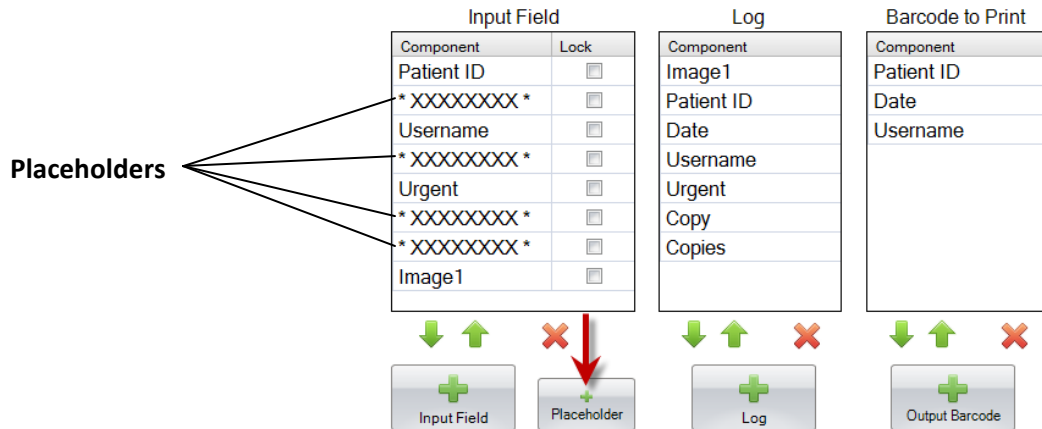 Input Field
Component Lock
Patient ID
* XXXXXXXX *
Username
* XXXXXXXX *
Urgent
* XXXXXXXX *
* XXXXXXXX *
Image1
Placeholders
Input Field
Placeholder
Log
Component
Image1
Patient ID
Date
Username
Urgent
Copy
Copies
Log
Barcode to Print
Component
Patient ID
Date
Username
Output Barcode